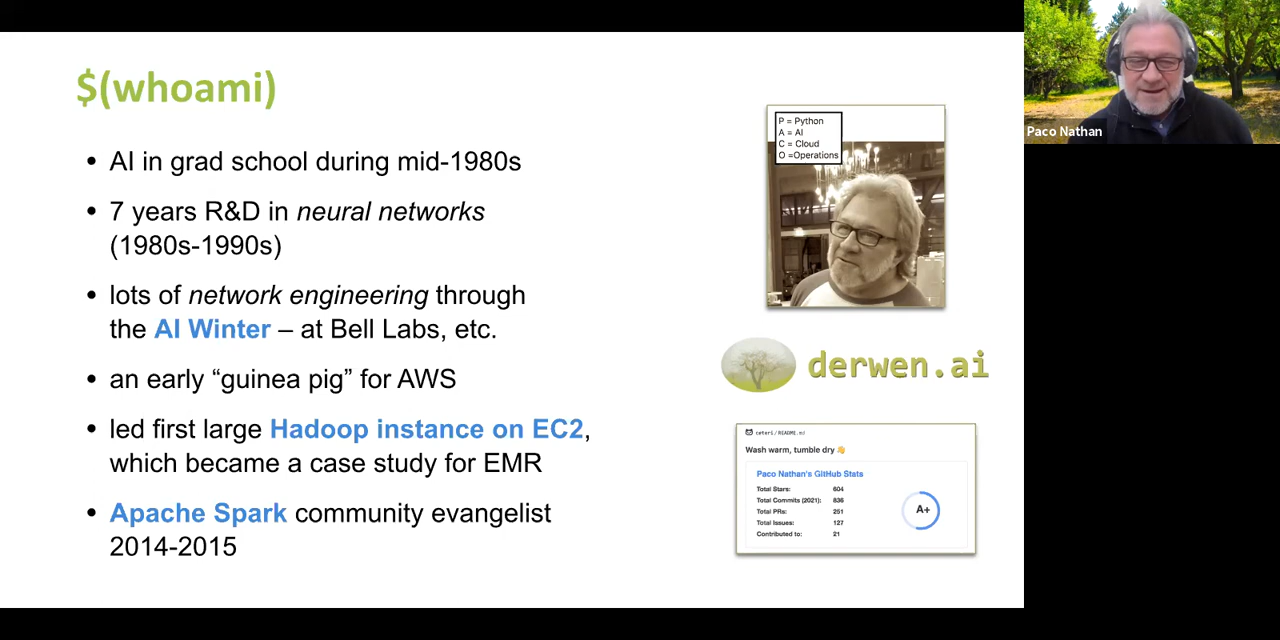 $(whoami)
• AI in grad school during mid-1980s
• 7 years R&D in neural networks
(1980s-1990s)
• lots of network engineering through
the AI Winter – at Bell Labs, etc.
• an early “guinea pig” for AWS
• led first large Hadoop instance on EC2,
which became a case study for EMR
• Apache Spark community evangelist
2014-2015
P = Python
A = AI
C = Cloud
O =Operations
derwen.ai
ceteri/README.md
Wash warm, tumble dry 👋
Paco Nathan's GitHub Stats
Total Stars: 604
Total Commits (2021): 836
Total PRs: 251
Total Issues: 127
Contributed to: 21
A+
Paco Nathan